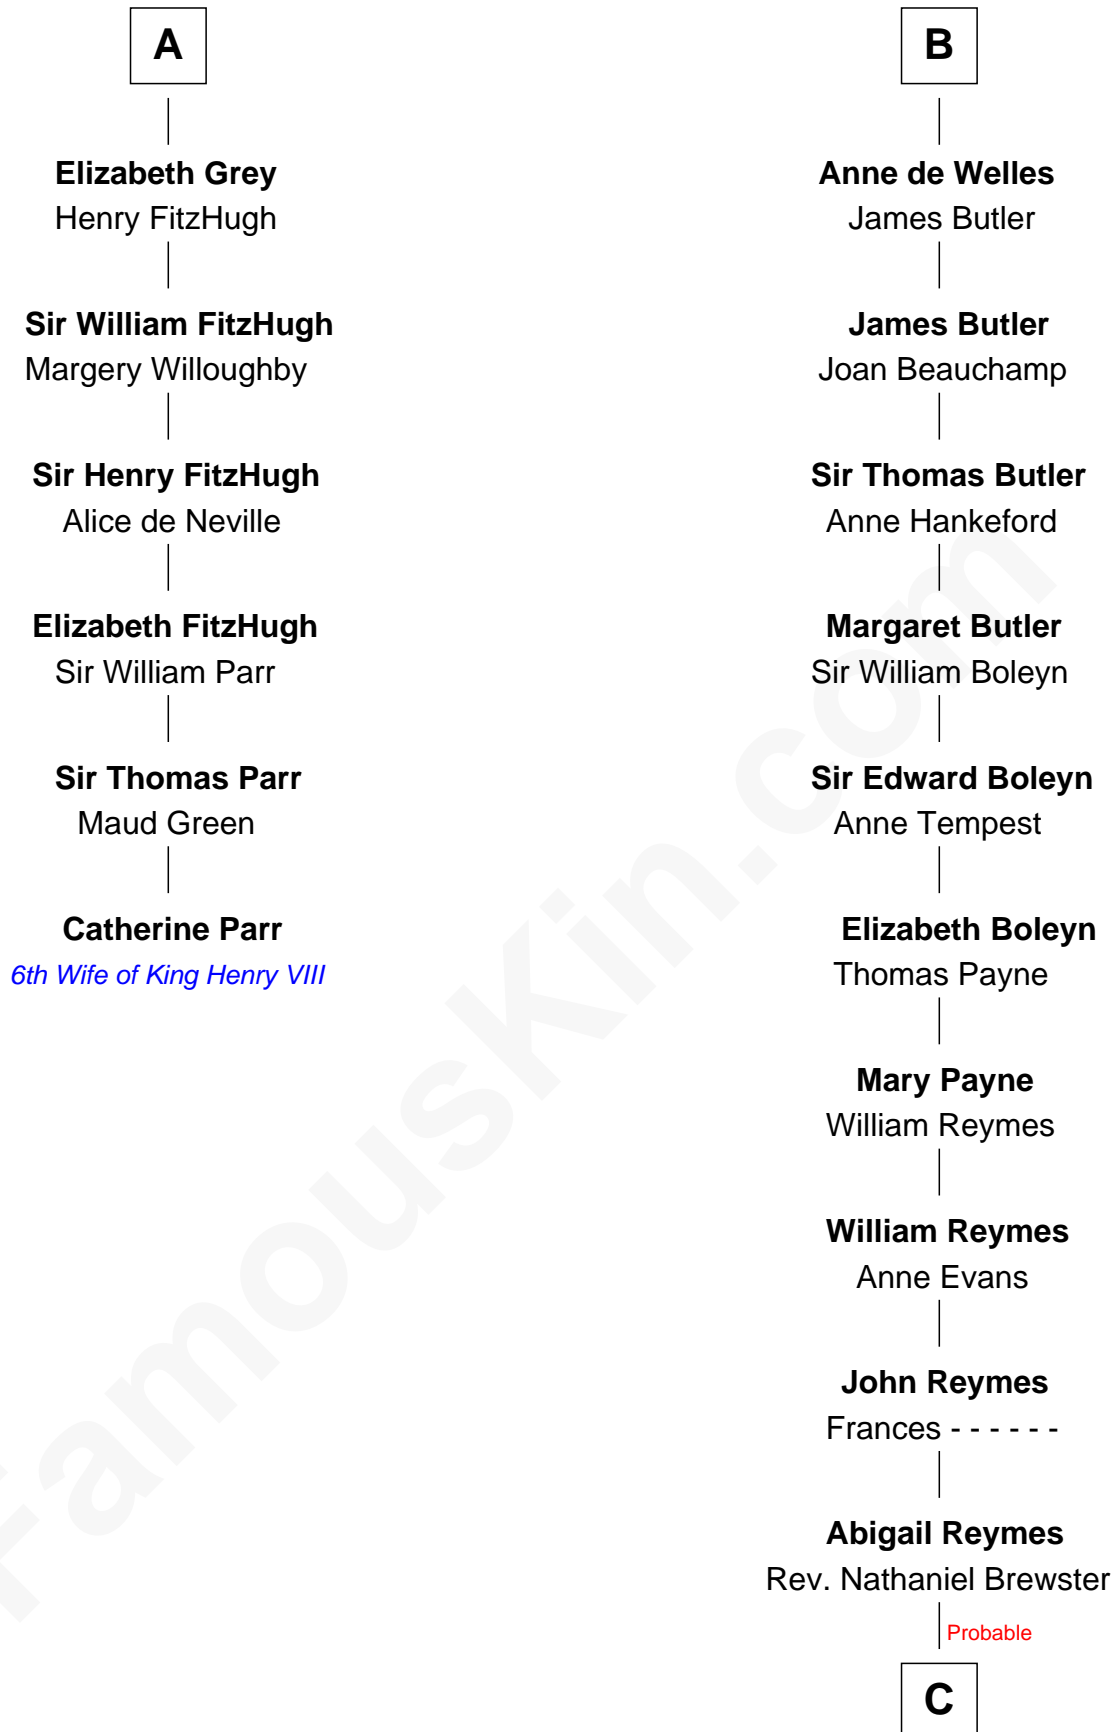 A
Elizabeth Grey
Henry FitzHugh
Sir William FitzHugh
Margery Willoughby
Sir Henry FitzHugh
Alice de Neville
Elizabeth FitzHugh
Sir William Parr
Sir Thomas Parr
Maud Green
Catherine Parr
6th Wife of King Henry VIII
B
Anne de Welles
James Butler
James Butler
Joan Beauchamp
Sir Thomas Butler
Anne Hankeford
Margaret Butler
Sir William Boleyn
Sir Edward Boleyn
Anne Tempest
Elizabeth Boleyn
Thomas Payne
Mary Payne
William Reymes
William Reymes
Anne Evans
John Reymes
Frances - - - - - -
Abigail Reymes
Rev. Nathaniel Brewster
Probable
C
FamousKin.com